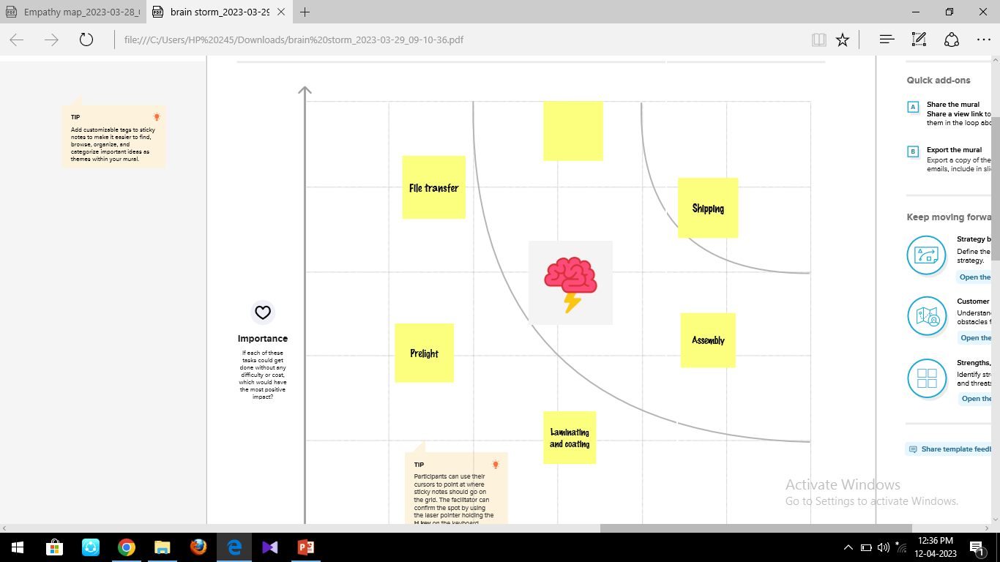 Empathy map_2023-03-28_
brain storm_2023-03-29
file:///C:/Users/HP%20245/Downloads/brain%20storm_2023-03-29_09-10-36.pdf
TIP
Add customizable tags to sticky
notes to make it easier to find,
browse, organize, and
categorize important ideas as
themes within your mural.
File transfer
Shipping
Prelight
Assembly
Laminating
and coating
Importance
If each of these
tasks could get
done without any
difficulty or cost,
which would have
the most positive
impact?
TIP
Participants can use their
cursors to point at where
sticky notes should go on
the grid. The facilitator can
confirm the spot by using
the laser pointer holding the
H key on the keyboard.
Quick add-ons
A
Share the mural
Share a view link to
them in the loop abo
B
Export the mural
Export a copy of the
emails, include in sli
Keep moving forwa
Strategy b
Define the
strategy.
Open the
Customer
Understan
obstacles f
Open the
Strengths,
Identify str
and threats
Open the
Share template feedb
Activate Windows
Go to Settings to activate Windows.
12:36 PM
12-04-2023
1